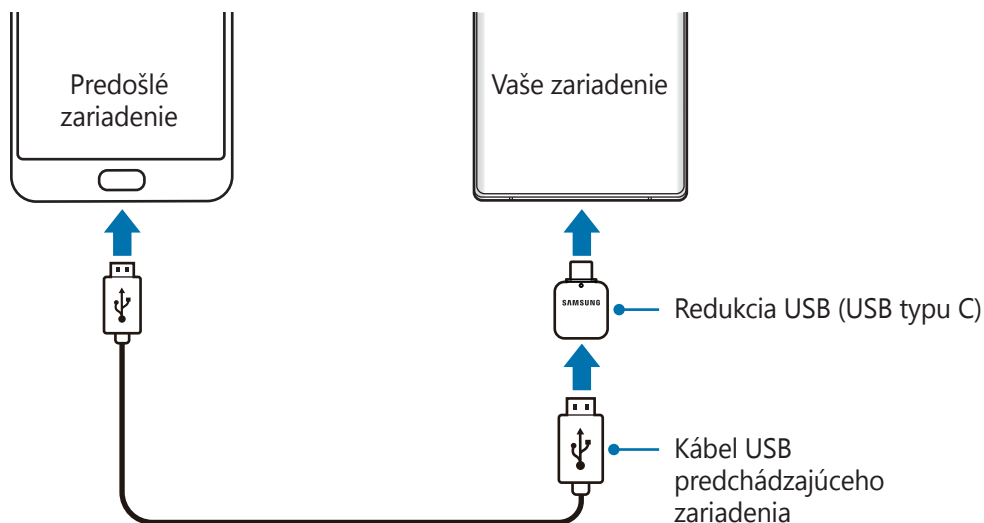 Predošlé
zariadenie
Vaše zariadenie
SAMSUNG
Redukcia USB (USB typu C)
Kábel USB
predchádzajúceho
zariadenia